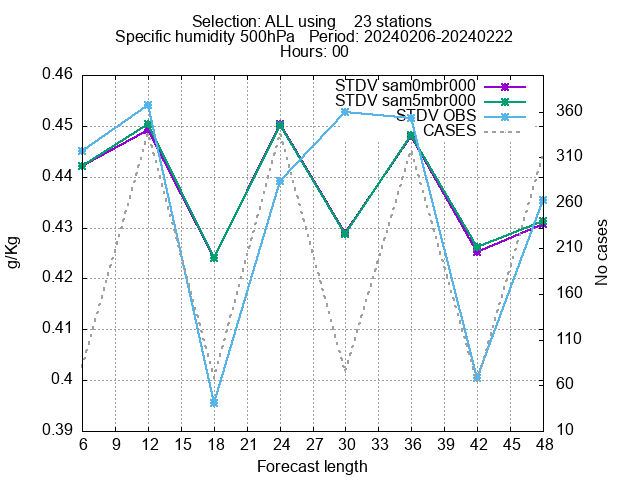 Selection: ALL using    23 stations
Specific humidity 500hPa   Period: 20240206-20240222
Hours: 00
STDV sam0mbr000
STDV sam5mbr000
STDV OBS
CASES
0.46
0.45
0.44
0.43
0.42
0.41
0.4
0.39
g/Kg
360
310
260
210
160
110
60
10
No cases
6 9 12 15 18 21 24 27 30 33 36 39 42 45 48
Forecast length